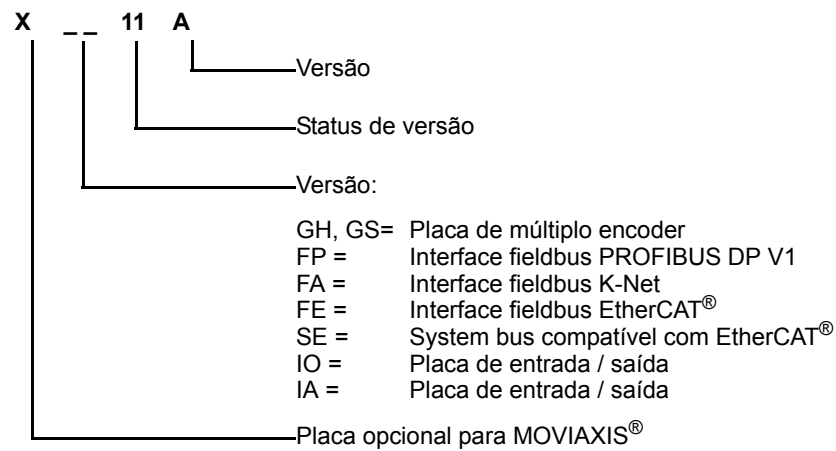 X _ _ 11 A
Versão
Status de versão
Versão:
GH, GS= Placa de múltiplo encoder
FP = Interface fieldbus PROFIBUS DP V1
FA = Interface fieldbus K-Net
FE = Interface fieldbus EtherCAT®
SE = System bus compatível com EtherCAT®
IO = Placa de entrada / saída
IA = Placa de entrada / saída
Placa opcional para MOVIAXIS®